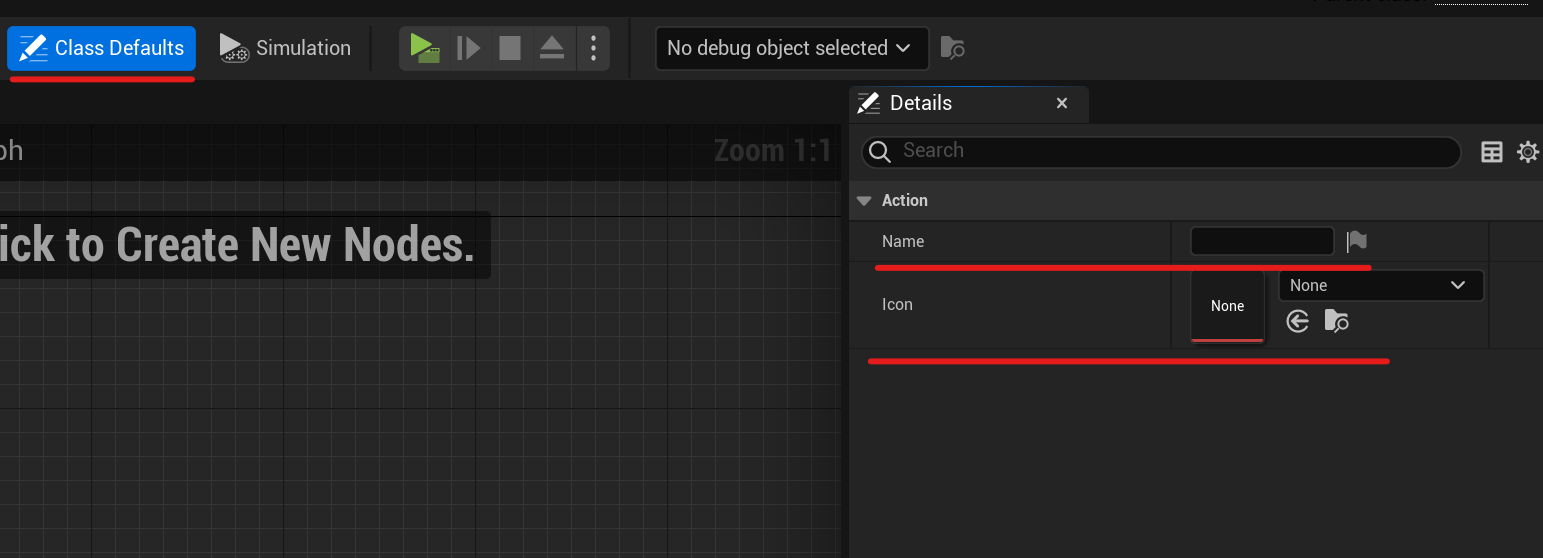 Class Defaults
Simulation
No debug object selected
Details
ph
Zoom 1:1
Search
Action
ick to Create New Nodes.
Name
Icon
None
None